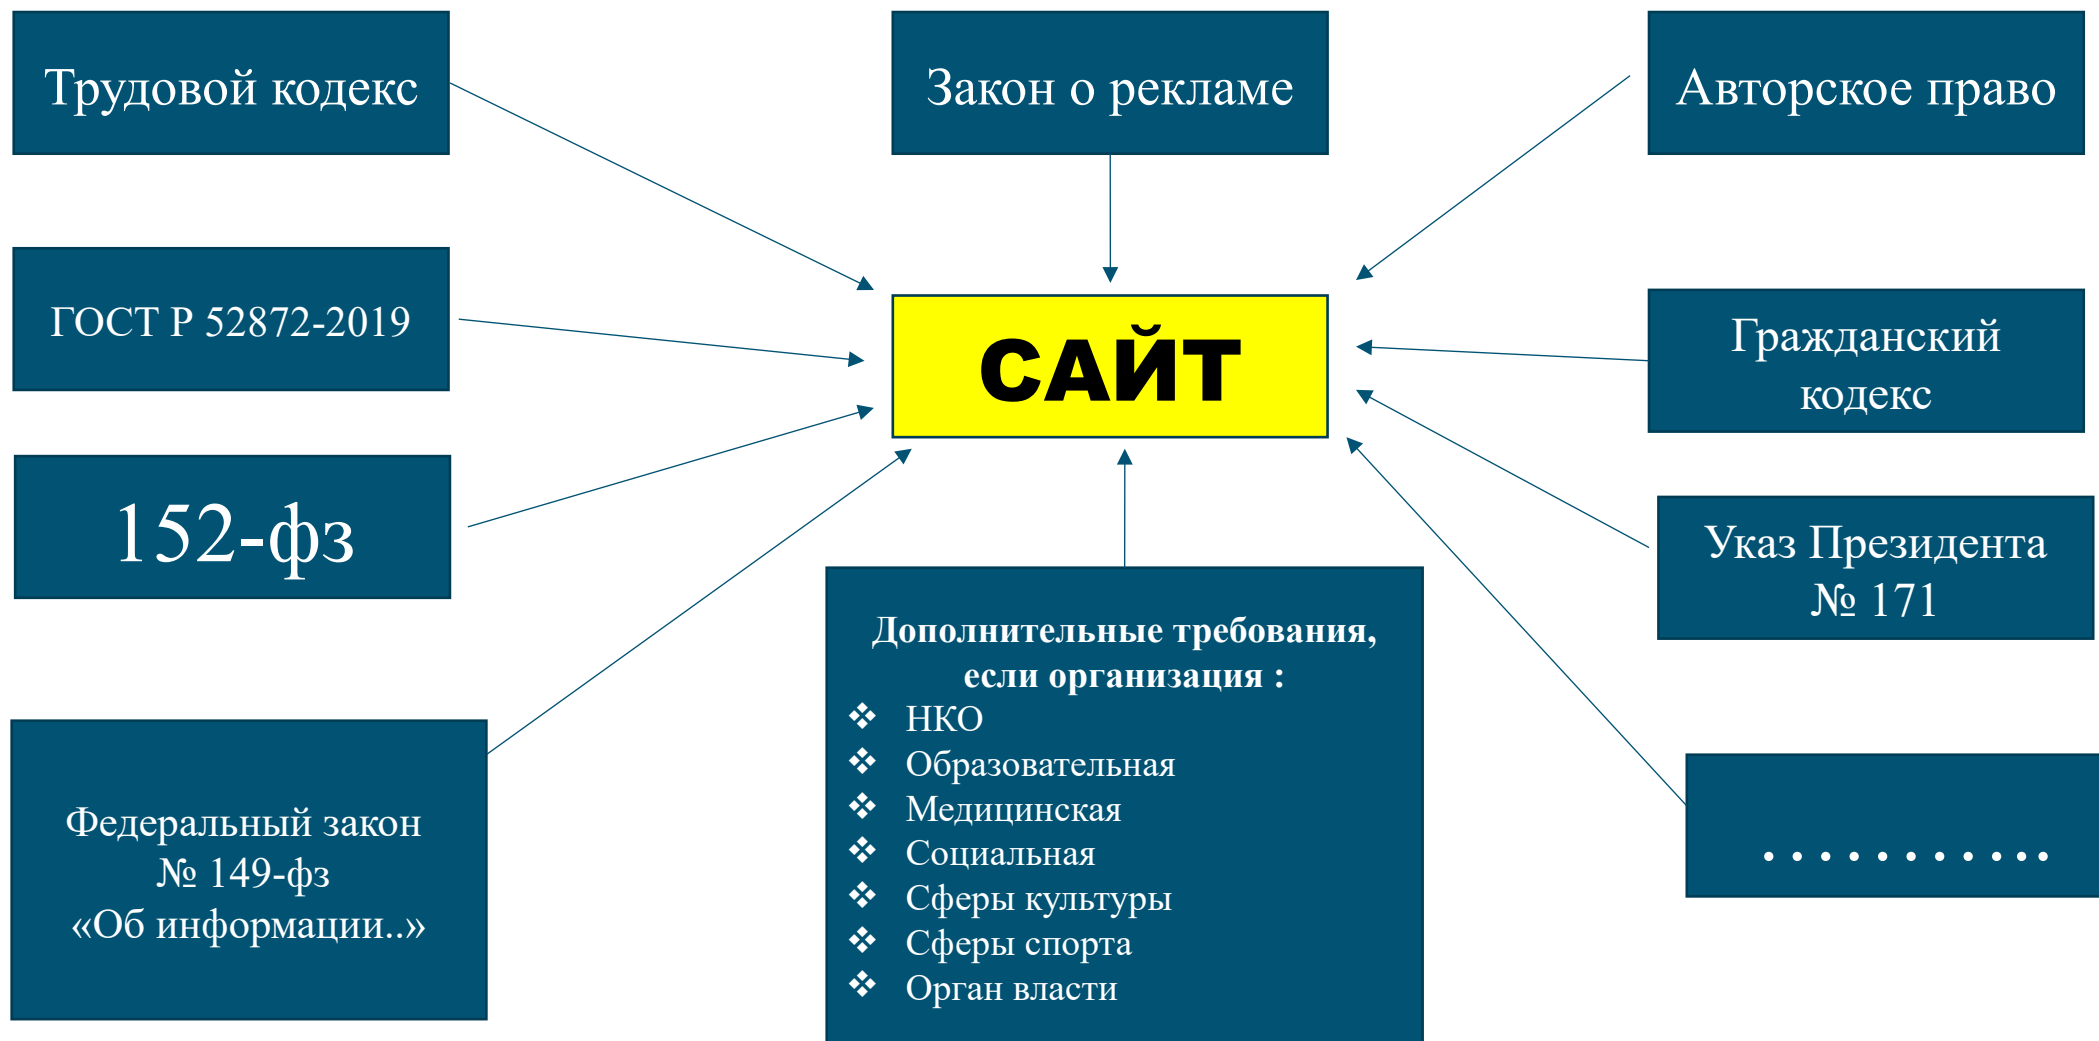 Трудовой кодекс
Закон о рекламе
Авторское право
ГОСТ Р 52872-2019
САЙТ
Гражданский
кодекс
152-фз
Указ Президента
№ 171
Дополнительные требования,
если организация :
❖ НКО
❖ Образовательная
❖ Медицинская
❖ Социальная
❖ Сферы культуры
❖ Сферы спорта
❖ Орган власти
Федеральный закон
№ 149-фз
«Об информации..»
...........